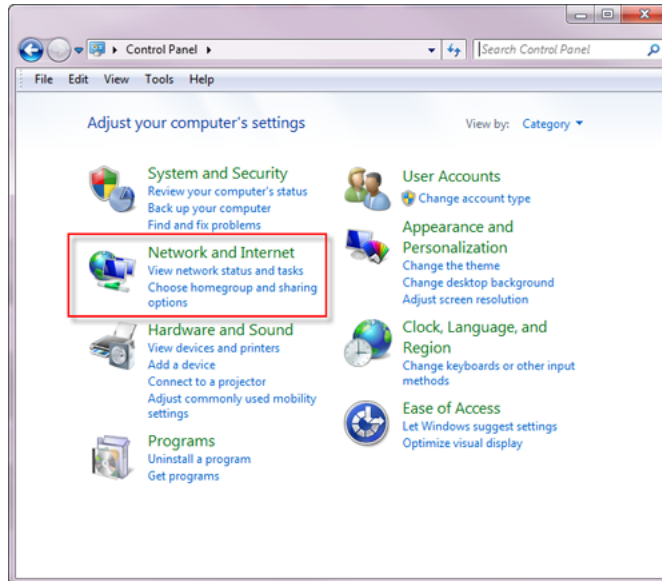 Control Panel
Search Control Panel
File Edit View Tools Help
Adjust your computer's settings
View by: Category
System and Security
Review your computer's status
Back up your computer
Find and fix problems
Network and Internet
View network status and tasks
Choose homegroup and sharing
options
Hardware and Sound
View devices and printers
Add a device
Connect to a projector
Adjust commonly used mobility
settings
Programs
Uninstall a program
Get programs
User Accounts
Change account type
Appearance and
Personalization
Change the theme
Change desktop background
Adjust screen resolution
Clock, Language, and
Region
Change keyboards or other input
methods
Ease of Access
Let Windows suggest settings
Optimize visual display